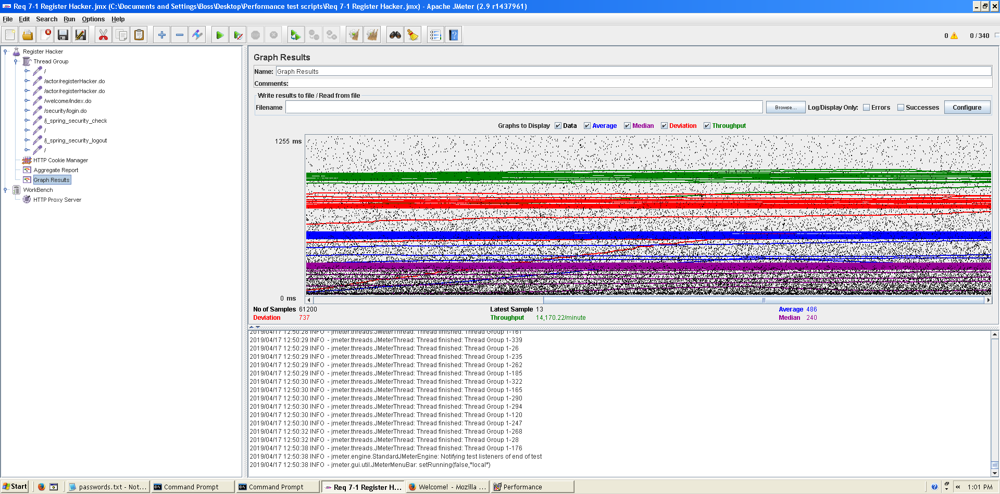 Req 7-1 Register Hacker.jmx (C:\Documents and Settings\Boss\Desktop\Performance test scripts\Req 7-1 Register Hacker.jmx) - Apache JMeter (2.9 r1437961)
File Edit Search Run Options Help
0 0 / 340
Register Hacker
Thread Group
/
/actor/registerHacker.do
/actor/registerHacker.do
/welcome/index.do
/security/login.do
/j_spring_security_check
/
/j_spring_security_logout
/
HTTP Cookie Manager
Aggregate Report
Graph Results
WorkBench
HTTP Proxy Server
Graph Results
Name: Graph Results
Comments:
Write results to file / Read from file
Filename Browse... Log/Display Only: Errors Successes Configure
Graphs to Display Data Average Median Deviation Throughput
1255 ms
0 ms
No of Samples 61200 Latest Sample 13 Average 486
Deviation 737 Throughput 14,170.22/minute Median 240
2019/04/17 12:50:28 INFO - jmeter.threads.JMeterThread: Thread finished: Thread Group 1-161
2019/04/17 12:50:29 INFO - jmeter.threads.JMeterThread: Thread finished: Thread Group 1-339
2019/04/17 12:50:29 INFO - jmeter.threads.JMeterThread: Thread finished: Thread Group 1-26
2019/04/17 12:50:29 INFO - jmeter.threads.JMeterThread: Thread finished: Thread Group 1-235
2019/04/17 12:50:29 INFO - jmeter.threads.JMeterThread: Thread finished: Thread Group 1-262
2019/04/17 12:50:29 INFO - jmeter.threads.JMeterThread: Thread finished: Thread Group 1-185
2019/04/17 12:50:30 INFO - jmeter.threads.JMeterThread: Thread finished: Thread Group 1-322
2019/04/17 12:50:30 INFO - jmeter.threads.JMeterThread: Thread finished: Thread Group 1-165
2019/04/17 12:50:30 INFO - jmeter.threads.JMeterThread: Thread finished: Thread Group 1-290
2019/04/17 12:50:30 INFO - jmeter.threads.JMeterThread: Thread finished: Thread Group 1-294
2019/04/17 12:50:30 INFO - jmeter.threads.JMeterThread: Thread finished: Thread Group 1-120
2019/04/17 12:50:30 INFO - jmeter.threads.JMeterThread: Thread finished: Thread Group 1-247
2019/04/17 12:50:32 INFO - jmeter.threads.JMeterThread: Thread finished: Thread Group 1-268
2019/04/17 12:50:32 INFO - jmeter.threads.JMeterThread: Thread finished: Thread Group 1-28
2019/04/17 12:50:38 INFO - jmeter.threads.JMeterThread: Thread finished: Thread Group 1-176
2019/04/17 12:50:38 INFO - jmeter.engine.StandardJMeterEngine: Notifying test listeners of end of test
2019/04/17 12:50:38 INFO - jmeter.gui.util.JMeterMenuBar: setRunning(false,*local*)
Start passwords.txt - Not... Command Prompt Command Prompt Req 7-1 Register H... Welcome! - Mozilla ... Performance 1:01 PM